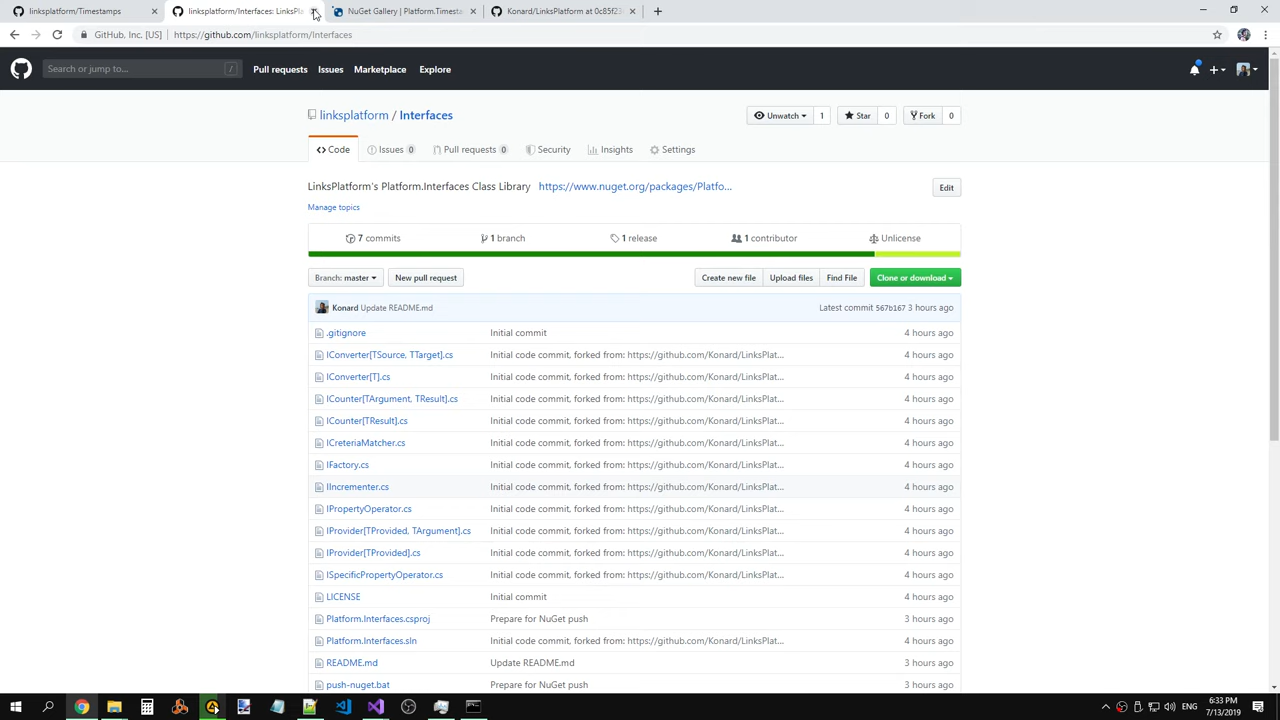 linksplatform/Timestamps
linksplatform/Interfaces: LinksPla
NuGet Gallery | Platform.Timesta
Konard/LinksPlatform at 0c85f23
GitHub, Inc. [US] | https://github.com/linksplatform/Interfaces
Search or jump to... /
Pull requests Issues Marketplace Explore
linksplatform / Interfaces
Unwatch 1 Star 0 Fork 0
Code Issues 0 Pull requests 0 Security Insights Settings
LinksPlatform's Platform.Interfaces Class Library https://www.nuget.org/packages/Platfo... Edit
Manage topics
7 commits 1 branch 1 release 1 contributor Unlicense
Branch: master New pull request Create new file Upload files Find File Clone or download
Konard Update README.md Latest commit 567b167 3 hours ago
.gitignore Initial commit 4 hours ago
IConverter[TSource, TTarget].cs Initial code commit, forked from: https://github.com/Konard/LinksPlat... 4 hours ago
IConverter[T].cs Initial code commit, forked from: https://github.com/Konard/LinksPlat... 4 hours ago
ICounter[TArgument, TResult].cs Initial code commit, forked from: https://github.com/Konard/LinksPlat... 4 hours ago
ICounter[TResult].cs Initial code commit, forked from: https://github.com/Konard/LinksPlat... 4 hours ago
ICreteriaMatcher.cs Initial code commit, forked from: https://github.com/Konard/LinksPlat... 4 hours ago
IFactory.cs Initial code commit, forked from: https://github.com/Konard/LinksPlat... 4 hours ago
IIncrementer.cs Initial code commit, forked from: https://github.com/Konard/LinksPlat... 4 hours ago
IPropertyOperator.cs Initial code commit, forked from: https://github.com/Konard/LinksPlat... 4 hours ago
IProvider[TProvided, TArgument].cs Initial code commit, forked from: https://github.com/Konard/LinksPlat... 4 hours ago
IProvider[TProvided].cs Initial code commit, forked from: https://github.com/Konard/LinksPlat... 4 hours ago
ISpecificPropertyOperator.cs Initial code commit, forked from: https://github.com/Konard/LinksPlat... 4 hours ago
LICENSE Initial commit 4 hours ago
Platform.Interfaces.csproj Prepare for NuGet push 3 hours ago
Platform.Interfaces.sln Initial code commit, forked from: https://github.com/Konard/LinksPlat... 4 hours ago
README.md Update README.md 3 hours ago
push-nuget.bat Prepare for NuGet push 3 hours ago
ENG
6:33 PM
7/13/2019